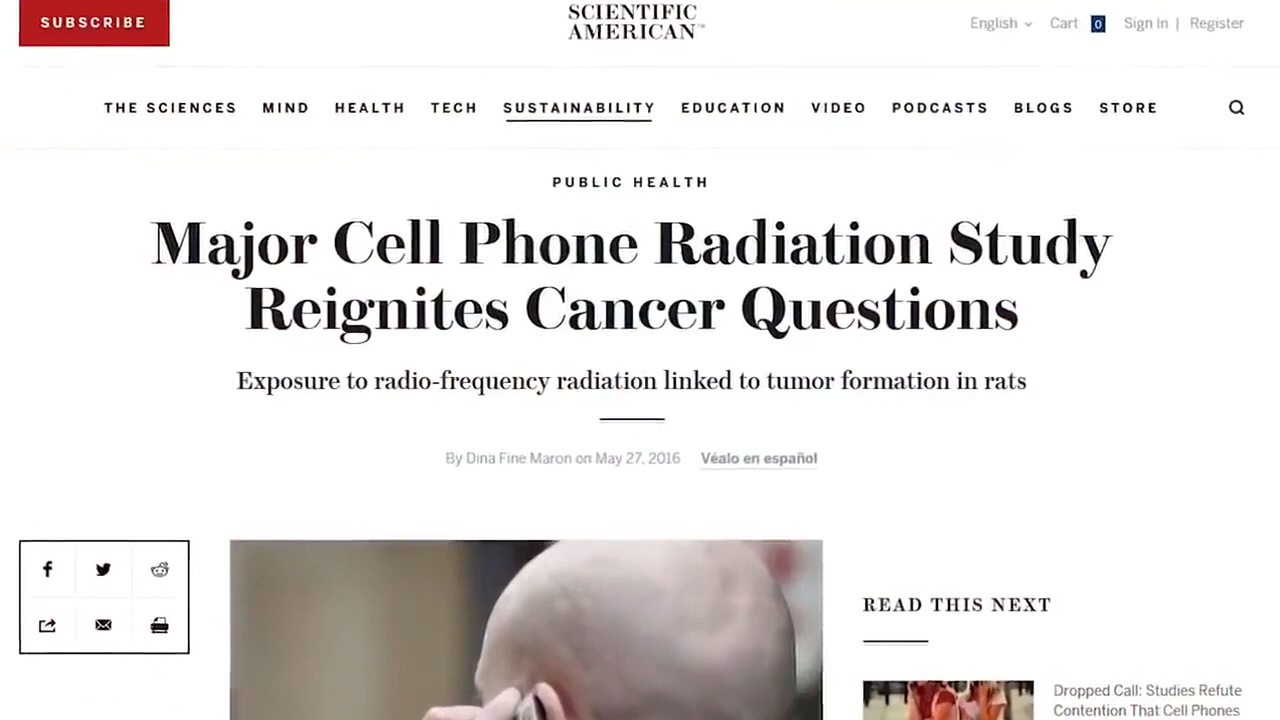 SUBSCRIBE
SCIENTIFIC
AMERICAN™
English
Cart 0
Sign In | Register
THE SCIENCES MIND HEALTH TECH SUSTAINABILITY EDUCATION VIDEO PODCASTS BLOGS STORE
PUBLIC HEALTH
Major Cell Phone Radiation Study
Reignites Cancer Questions
Exposure to radio-frequency radiation linked to tumor formation in rats
By Dina Fine Maron on May 27, 2016 Véalo en español
READ THIS NEXT
Dropped Call: Studies Refute
Contention That Cell Phones